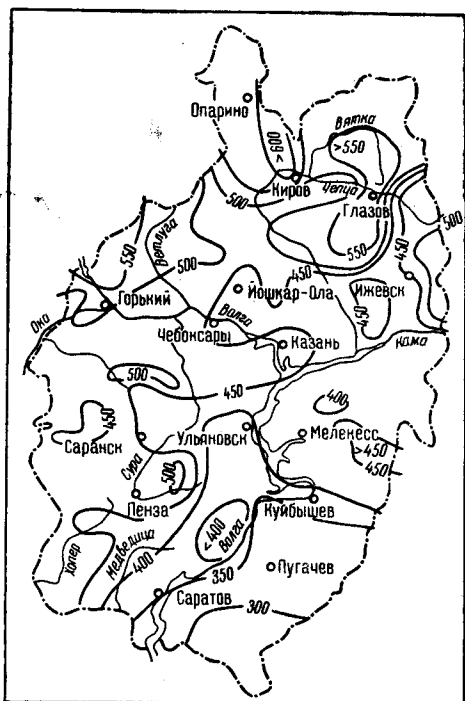 Опарино
Вятка
>600
>550
Киров
Чепца
Глазов
500
550
500
Ветлуга
550
500
450
450
Йошкар-Ола
Ижевск
Горький
450
Ока
Чебоксары
Волга
Казань
Кама
500
450
400
450
Саранск
Ульяновск
Мелекесс
>450
450
Сура
500
Пенза
Куйбышев
<400
Волга
Хопер
Медведица
400
350
Пугачев
Саратов
300